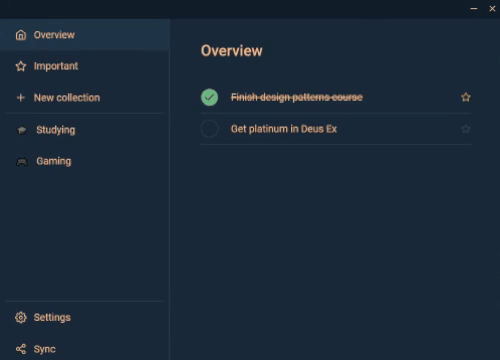 Overview
Important
New collection
Studying
Gaming
Settings
Sync
Overview
Finish design patterns course
Get platinum in Deus Ex